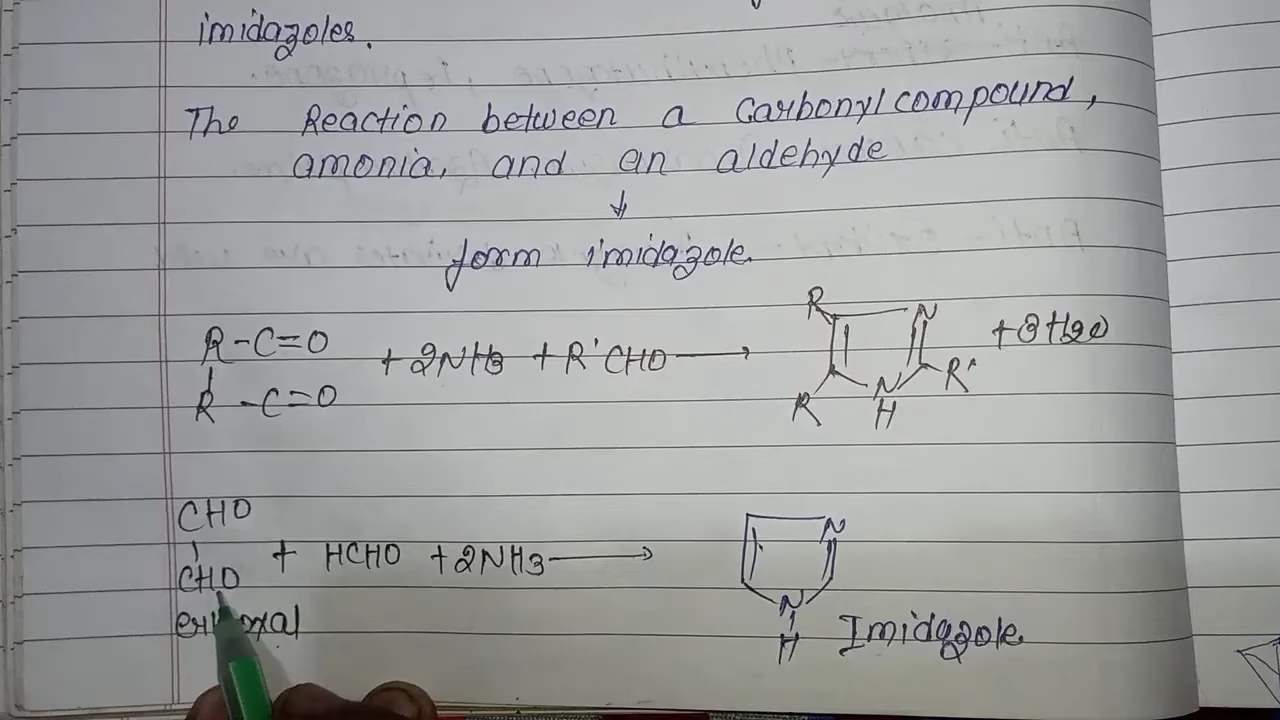 imidazoles.
The Reaction between a Carbonyl compound,
amonia, and an aldehyde
↓
form imidazole.
R-C=O
R-C=O
+2NH3 +R'CHO →
R
R
N
N
H
R'
+3H2O
CHO
CHO
+ HCHO +2NH3 →
N
N
H
Imidazole.